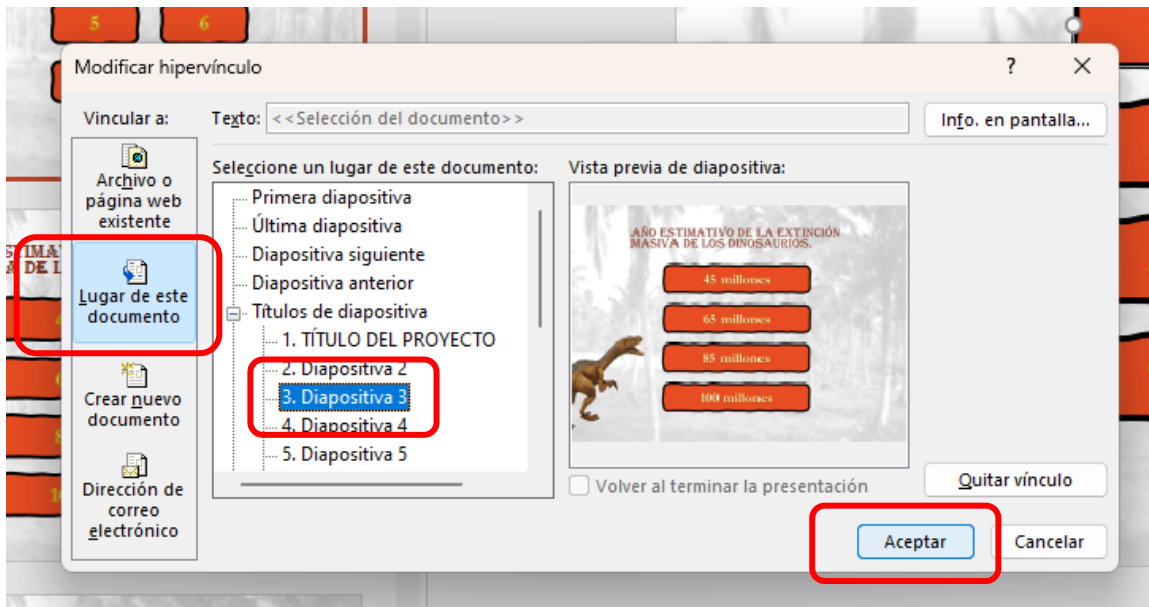 5
6
Modificar hipervínculo
?
Vincular a:
Texto: <<Selección del documento>>
Info. en pantalla...
Archivo o
página web
existente
Lugar de este
documento
Crear nuevo
documento
Dirección de
correo
electrónico
Seleccione un lugar de este documento:
Primera diapositiva
Última diapositiva
Diapositiva siguiente
Diapositiva anterior
Títulos de diapositiva
1. TÍTULO DEL PROYECTO
2. Diapositiva 2
3. Diapositiva 3
4. Diapositiva 4
5. Diapositiva 5
Vista previa de diapositiva:
AÑO ESTIMATIVO DE LA EXTINCIÓN
MASIVA DE LOS DINOSAURIOS.
45 millones
65 millones
85 millones
100 millones
Volver al terminar la presentación
Quitar vínculo
Aceptar
Cancelar